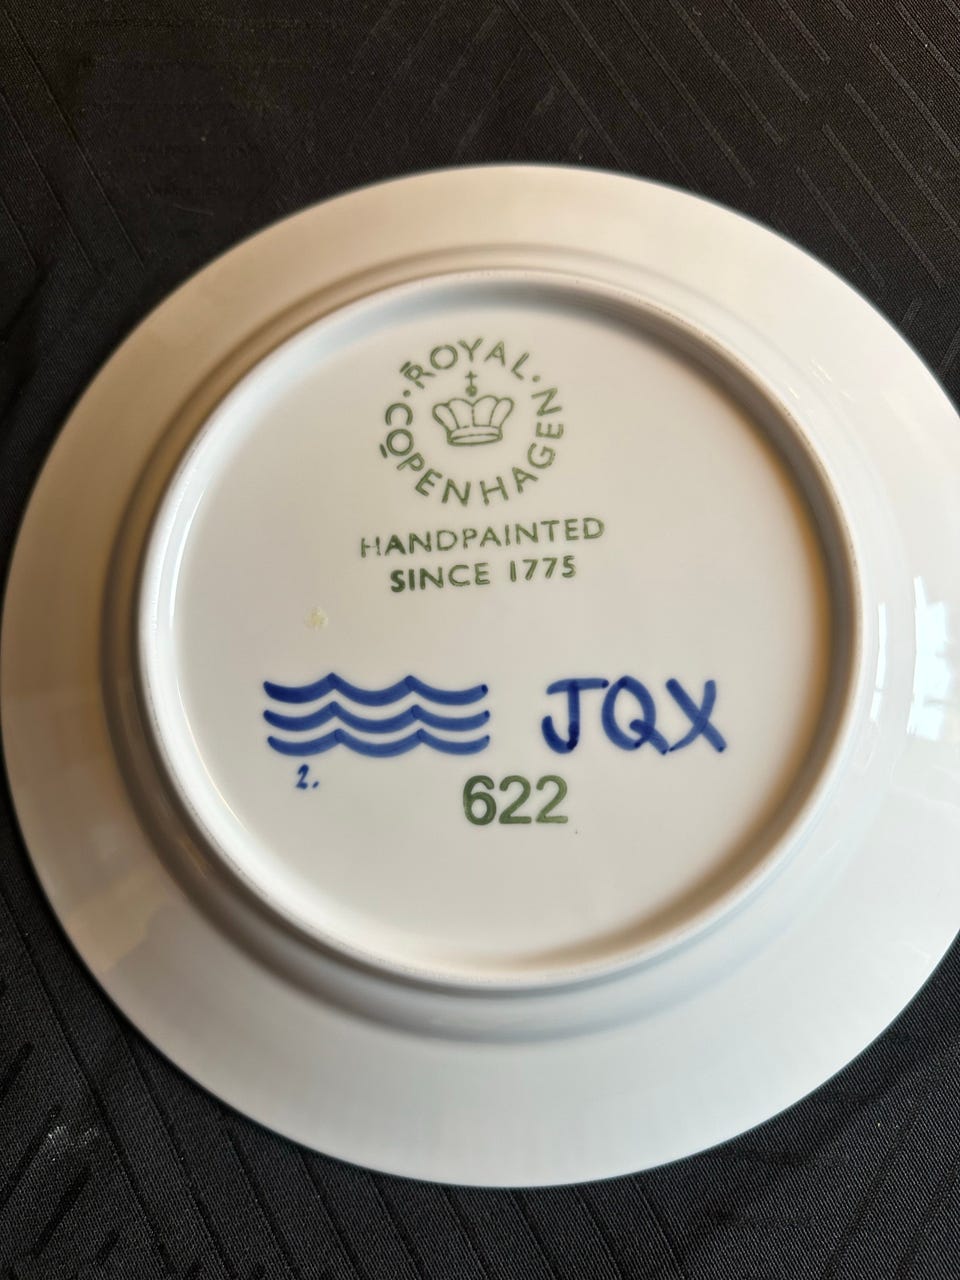 ROYAL · COPENHAGEN ·
HANDPAINTED
SINCE 1775
JQX
2.
622